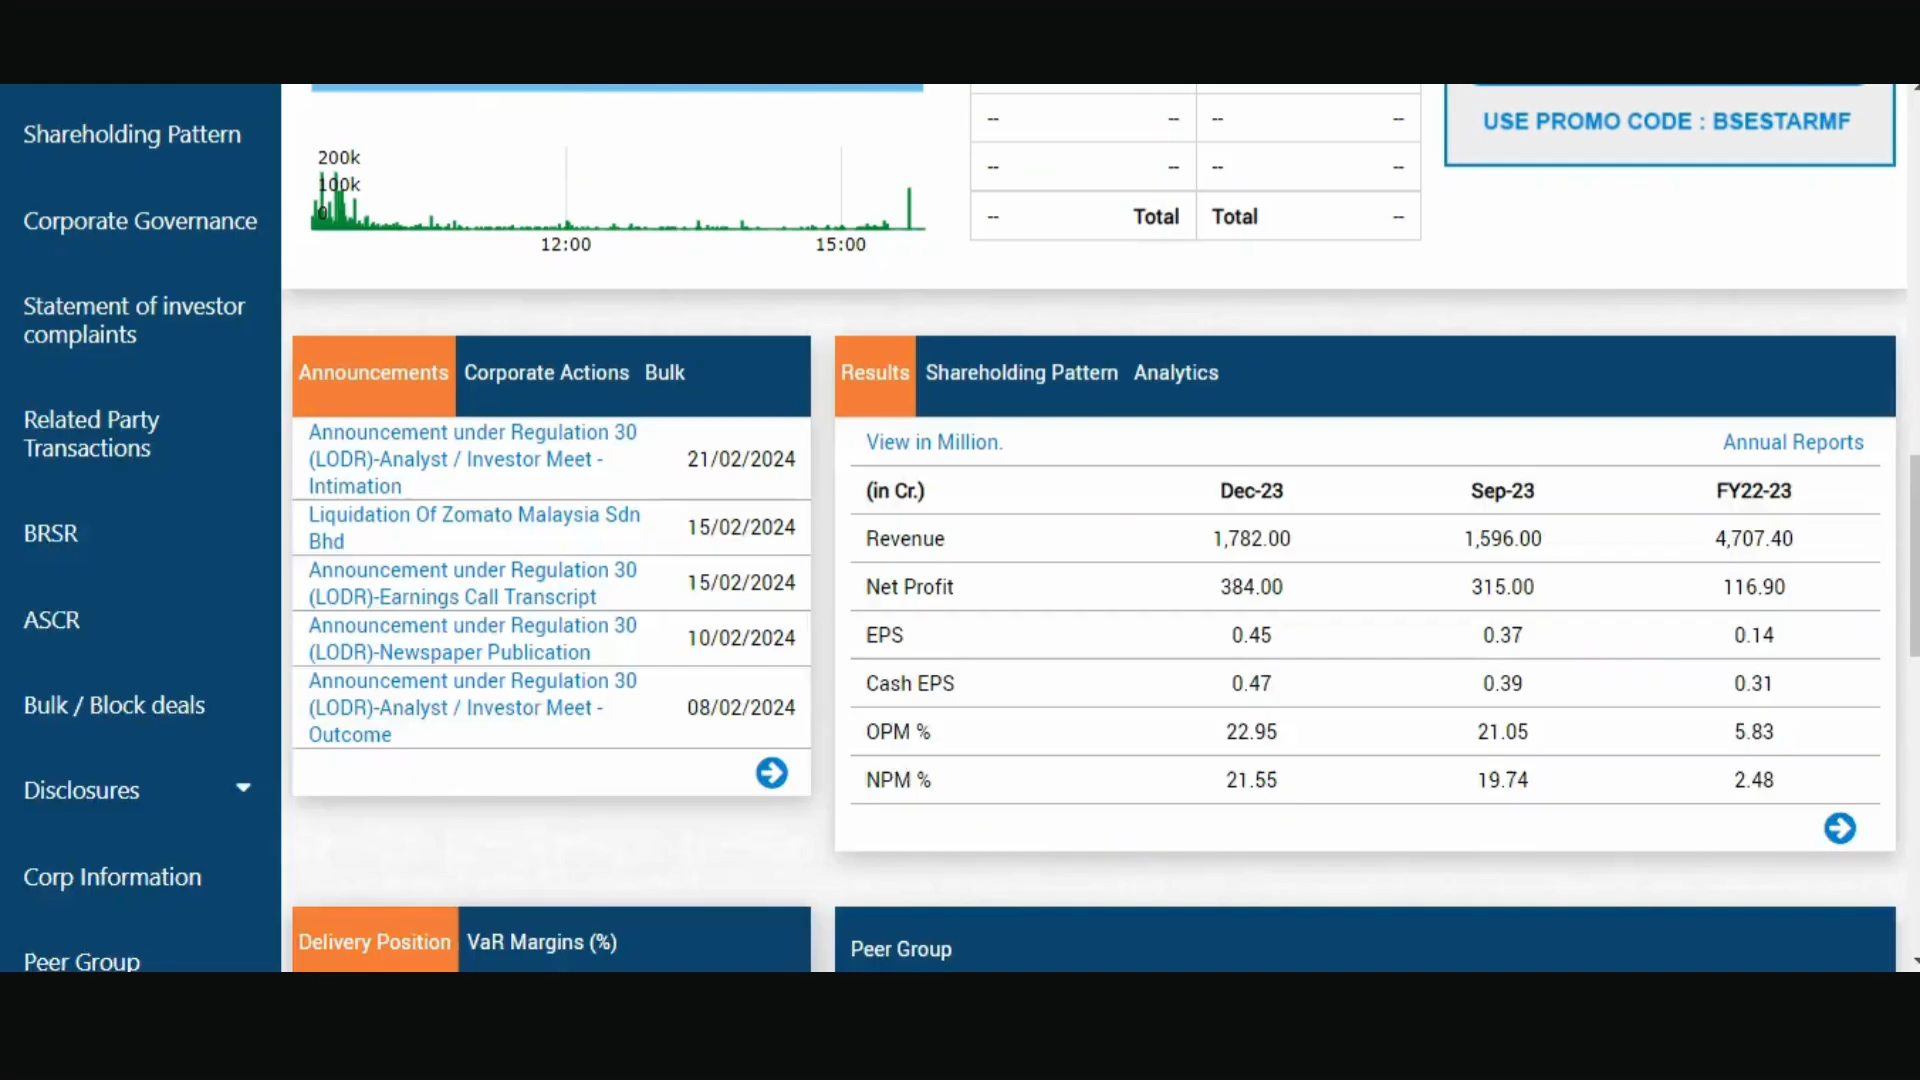 Shareholding Pattern
Corporate Governance
Statement of investor
complaints
Related Party
Transactions
BRSR
ASCR
Bulk / Block deals
Disclosures
Corp Information
Peer Group
200k
100k
0
12:00 15:00
-- -- -- --
-- -- -- --
-- Total Total --
USE PROMO CODE : BSESTARMF
Announcements Corporate Actions Bulk
Announcement under Regulation 30
(LODR)-Analyst / Investor Meet -
Intimation
21/02/2024
Liquidation Of Zomato Malaysia Sdn
Bhd
15/02/2024
Announcement under Regulation 30
(LODR)-Earnings Call Transcript
15/02/2024
Announcement under Regulation 30
(LODR)-Newspaper Publication
10/02/2024
Announcement under Regulation 30
(LODR)-Analyst / Investor Meet -
Outcome
08/02/2024
Results Shareholding Pattern Analytics
View in Million. Annual Reports
(in Cr.) Dec-23 Sep-23 FY22-23
Revenue 1,782.00 1,596.00 4,707.40
Net Profit 384.00 315.00 116.90
EPS 0.45 0.37 0.14
Cash EPS 0.47 0.39 0.31
OPM % 22.95 21.05 5.83
NPM % 21.55 19.74 2.48
Delivery Position VaR Margins (%)
Peer Group